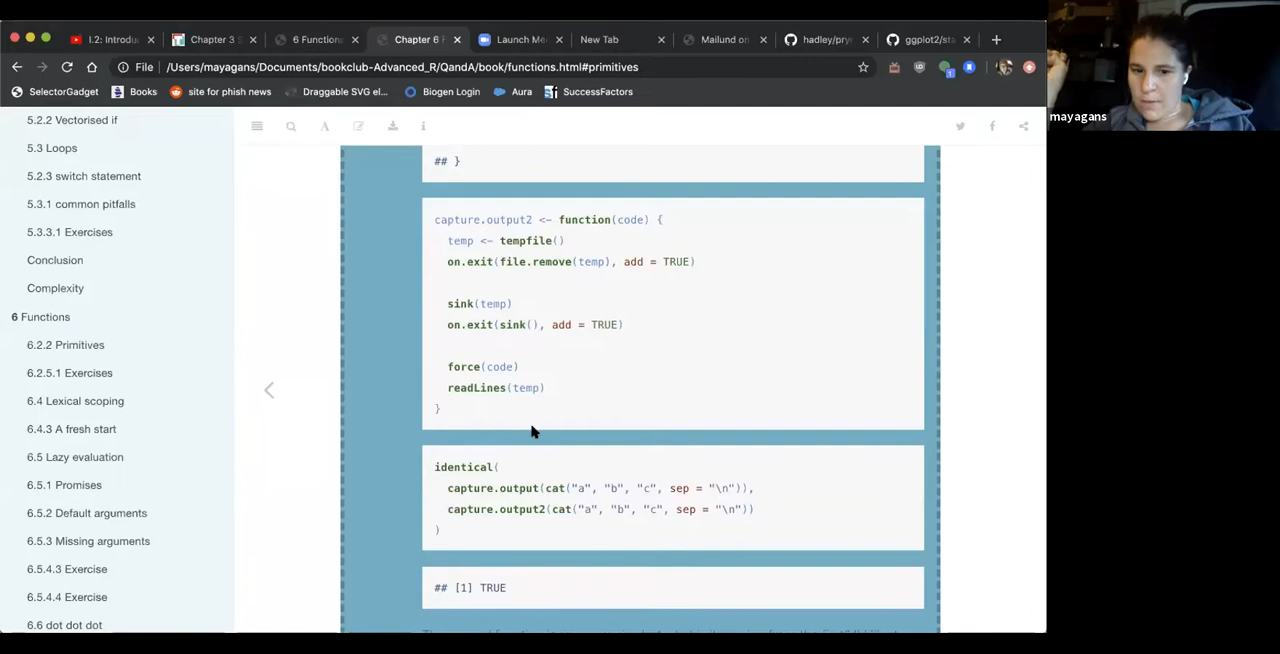 I.2: Introdu
Chapter 3 S
6 Function
Chapter 6 F
Launch Me
New Tab
Mailund on
hadley/pry
ggplot2/sta
File
/Users/mayagans/Documents/bookclub-Advanced_R/QandA/book/functions.html#primitives
SelectorGadget
Books
site for phish news
Draggable SVG el...
Biogen Login
Aura
SuccessFactors
mayagans
5.2.2 Vectorised if
5.3 Loops
5.2.3 switch statement
5.3.1 common pitfalls
5.3.3.1 Exercises
Conclusion
Complexity
6 Functions
6.2.2 Primitives
6.2.5.1 Exercises
6.4 Lexical scoping
6.4.3 A fresh start
6.5 Lazy evaluation
6.5.1 Promises
6.5.2 Default arguments
6.5.3 Missing arguments
6.5.4.3 Exercise
6.5.4.4 Exercise
6.6 dot dot dot
## }
capture.output2 <- function(code) {
temp <- tempfile()
on.exit(file.remove(temp), add = TRUE)
sink(temp)
on.exit(sink(), add = TRUE)
force(code)
readLines(temp)
}
identical(
capture.output(cat("a", "b", "c", sep = "\n")),
capture.output2(cat("a", "b", "c", sep = "\n"))
)
## [1] TRUE